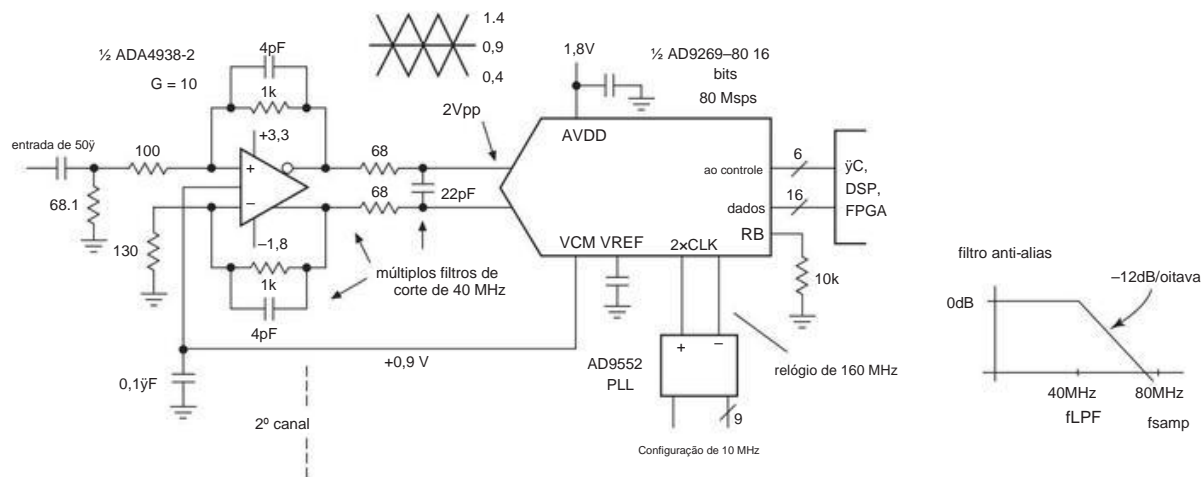 ½ ADA4938-2
G = 10
4pF
1k
1.4
0,9
0,4
1,8V
½ AD9269–80 16
bits
80 Msps
2Vpp
AVDD
entrada de 50ÿ
100
+3,3
+
−
–1,8
68
68
22pF
68.1
130
1k
4pF
múltiplos filtros de
corte de 40 MHz
ao controle
6
dados
16
ÿC,
DSP,
FPGA
RB
VCM VREF
2×CLK
10k
0,1ÿF
+0,9 V
2º canal
AD9552
PLL
+
−
9
relógio de 160 MHz
Configuração de 10 MHz
filtro anti-alias
–12dB/oitava
0dB
40MHz
80MHz
fLPF
fsamp